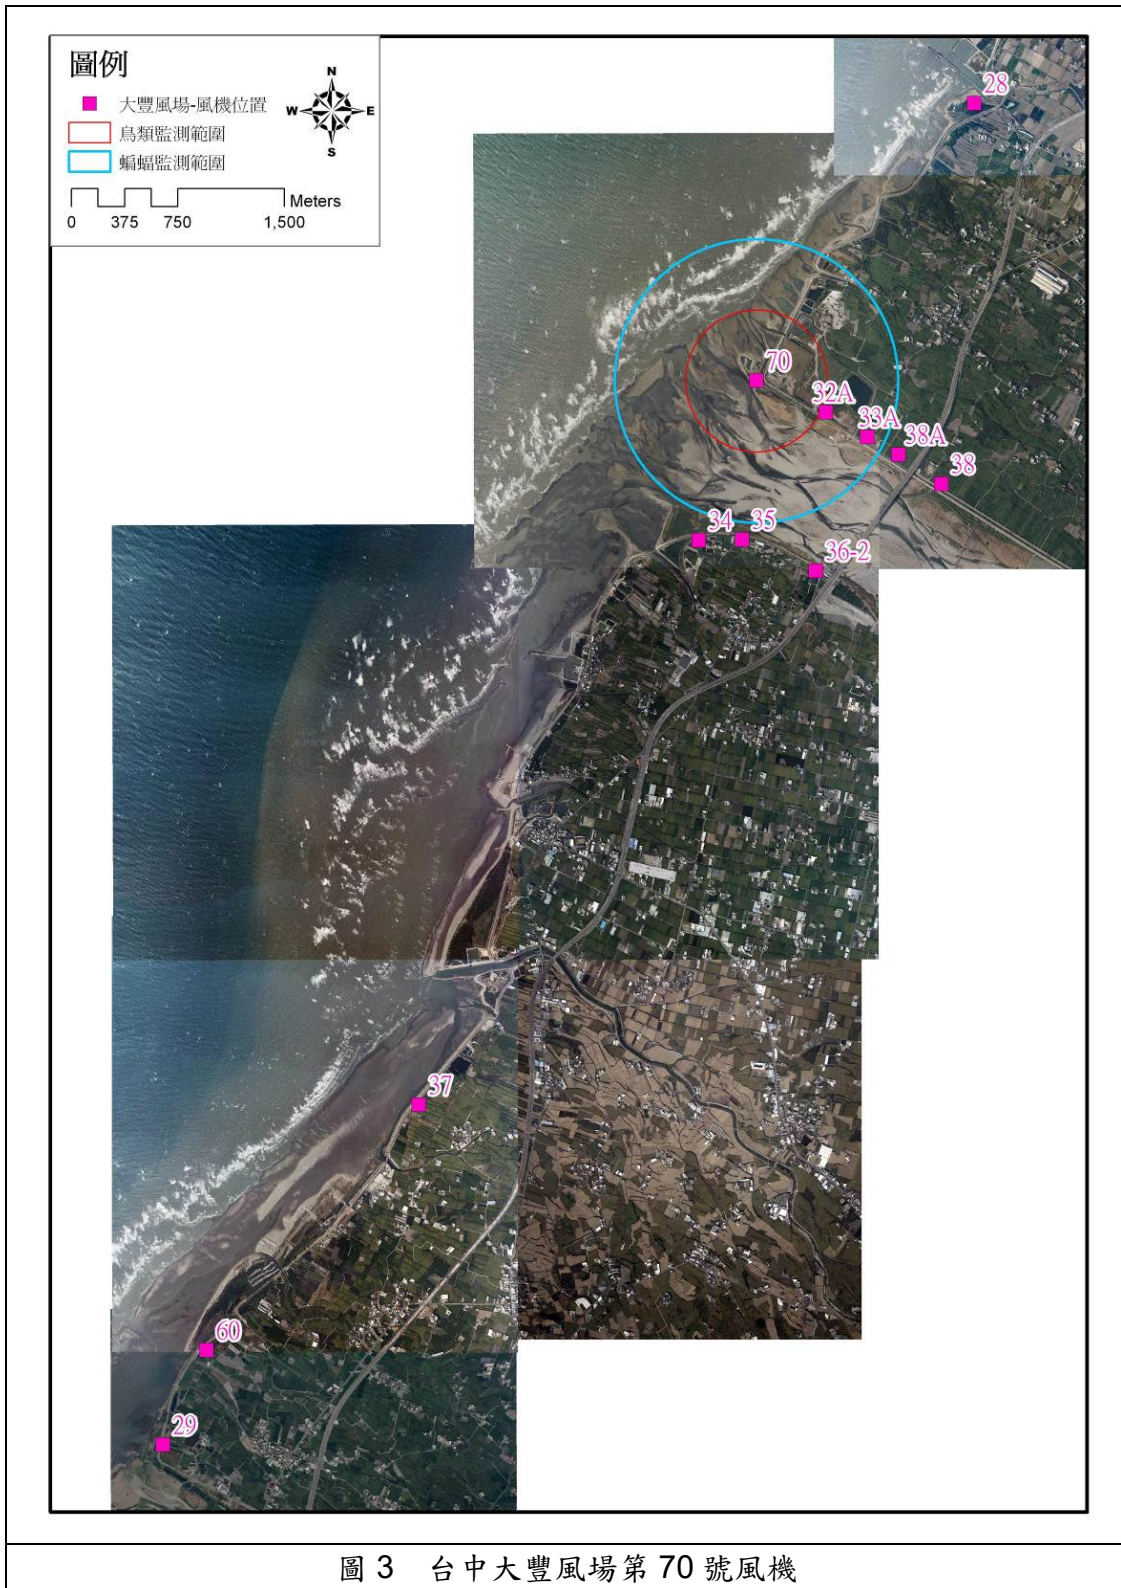 圖例
大豐風場-風機位置
鳥類監測範圍
蝙蝠監測範圍
N
W E
S
Meters
0 375 750 1,500
28
70
32A
33A
38A
38
34 35
36-2
37
60
29
圖 3 台中大豐風場第 70 號風機